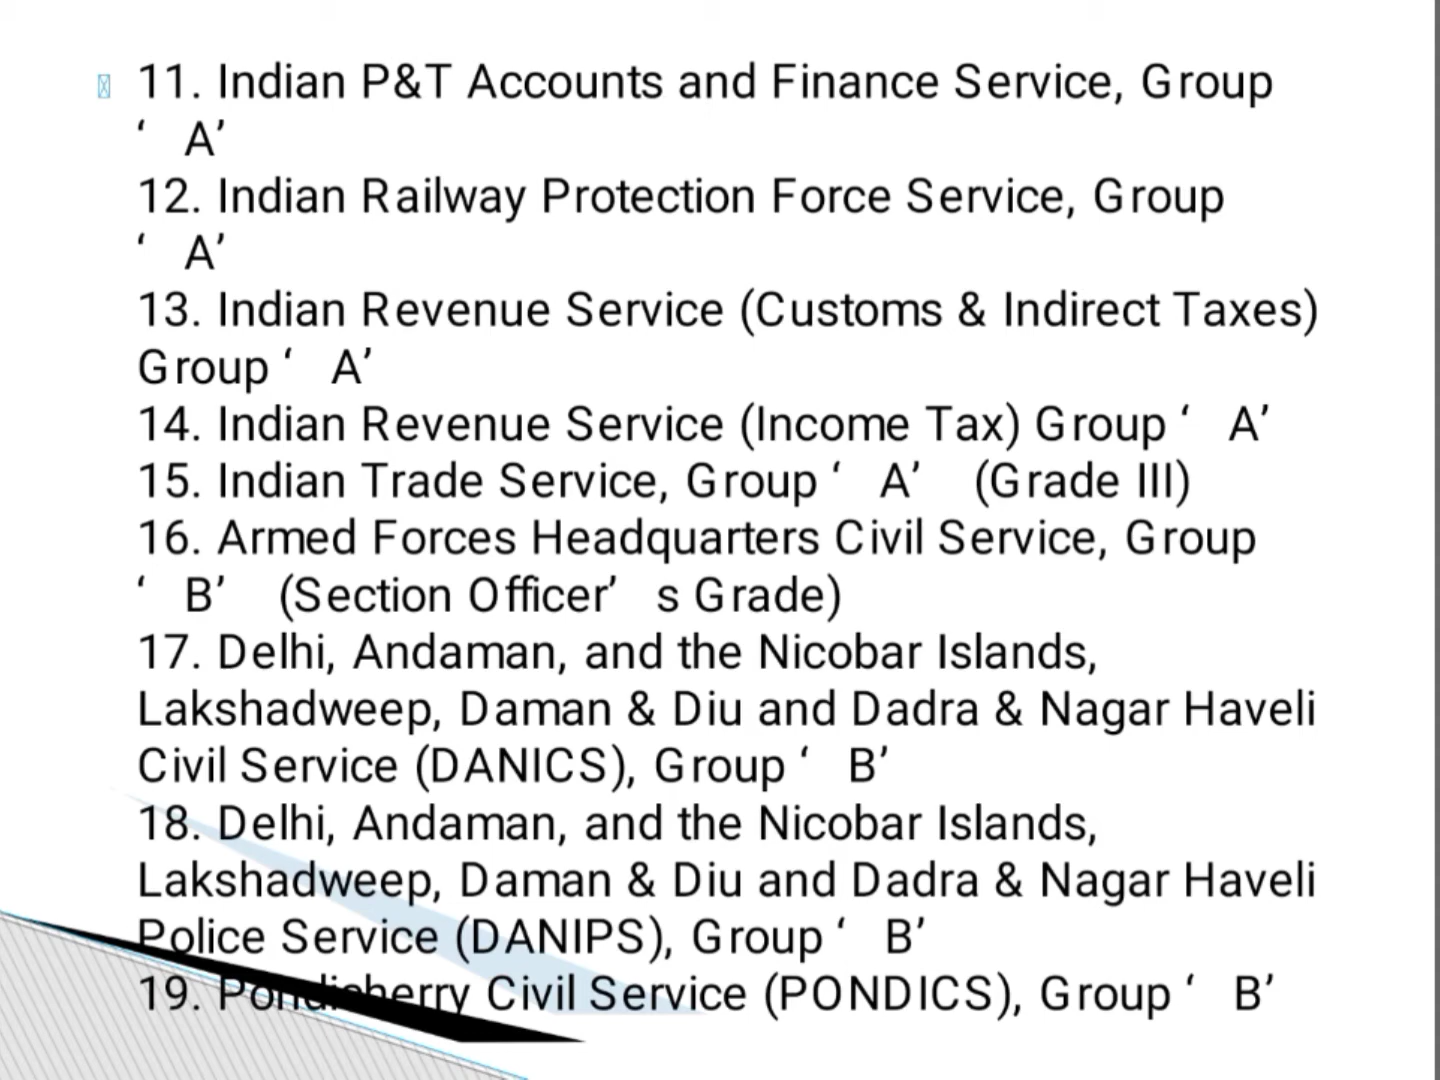 11. Indian P&T Accounts and Finance Service, Group
‘ A’
12. Indian Railway Protection Force Service, Group
‘ A’
13. Indian Revenue Service (Customs & Indirect Taxes)
Group ‘ A’
14. Indian Revenue Service (Income Tax) Group ‘ A’
15. Indian Trade Service, Group ‘ A’ (Grade III)
16. Armed Forces Headquarters Civil Service, Group
‘ B’ (Section Officer’ s Grade)
17. Delhi, Andaman, and the Nicobar Islands,
Lakshadweep, Daman & Diu and Dadra & Nagar Haveli
Civil Service (DANICS), Group ‘ B’
18. Delhi, Andaman, and the Nicobar Islands,
Lakshadweep, Daman & Diu and Dadra & Nagar Haveli
Police Service (DANIPS), Group ‘ B’
19. Pondicherry Civil Service (PONDICS), Group ‘ B’